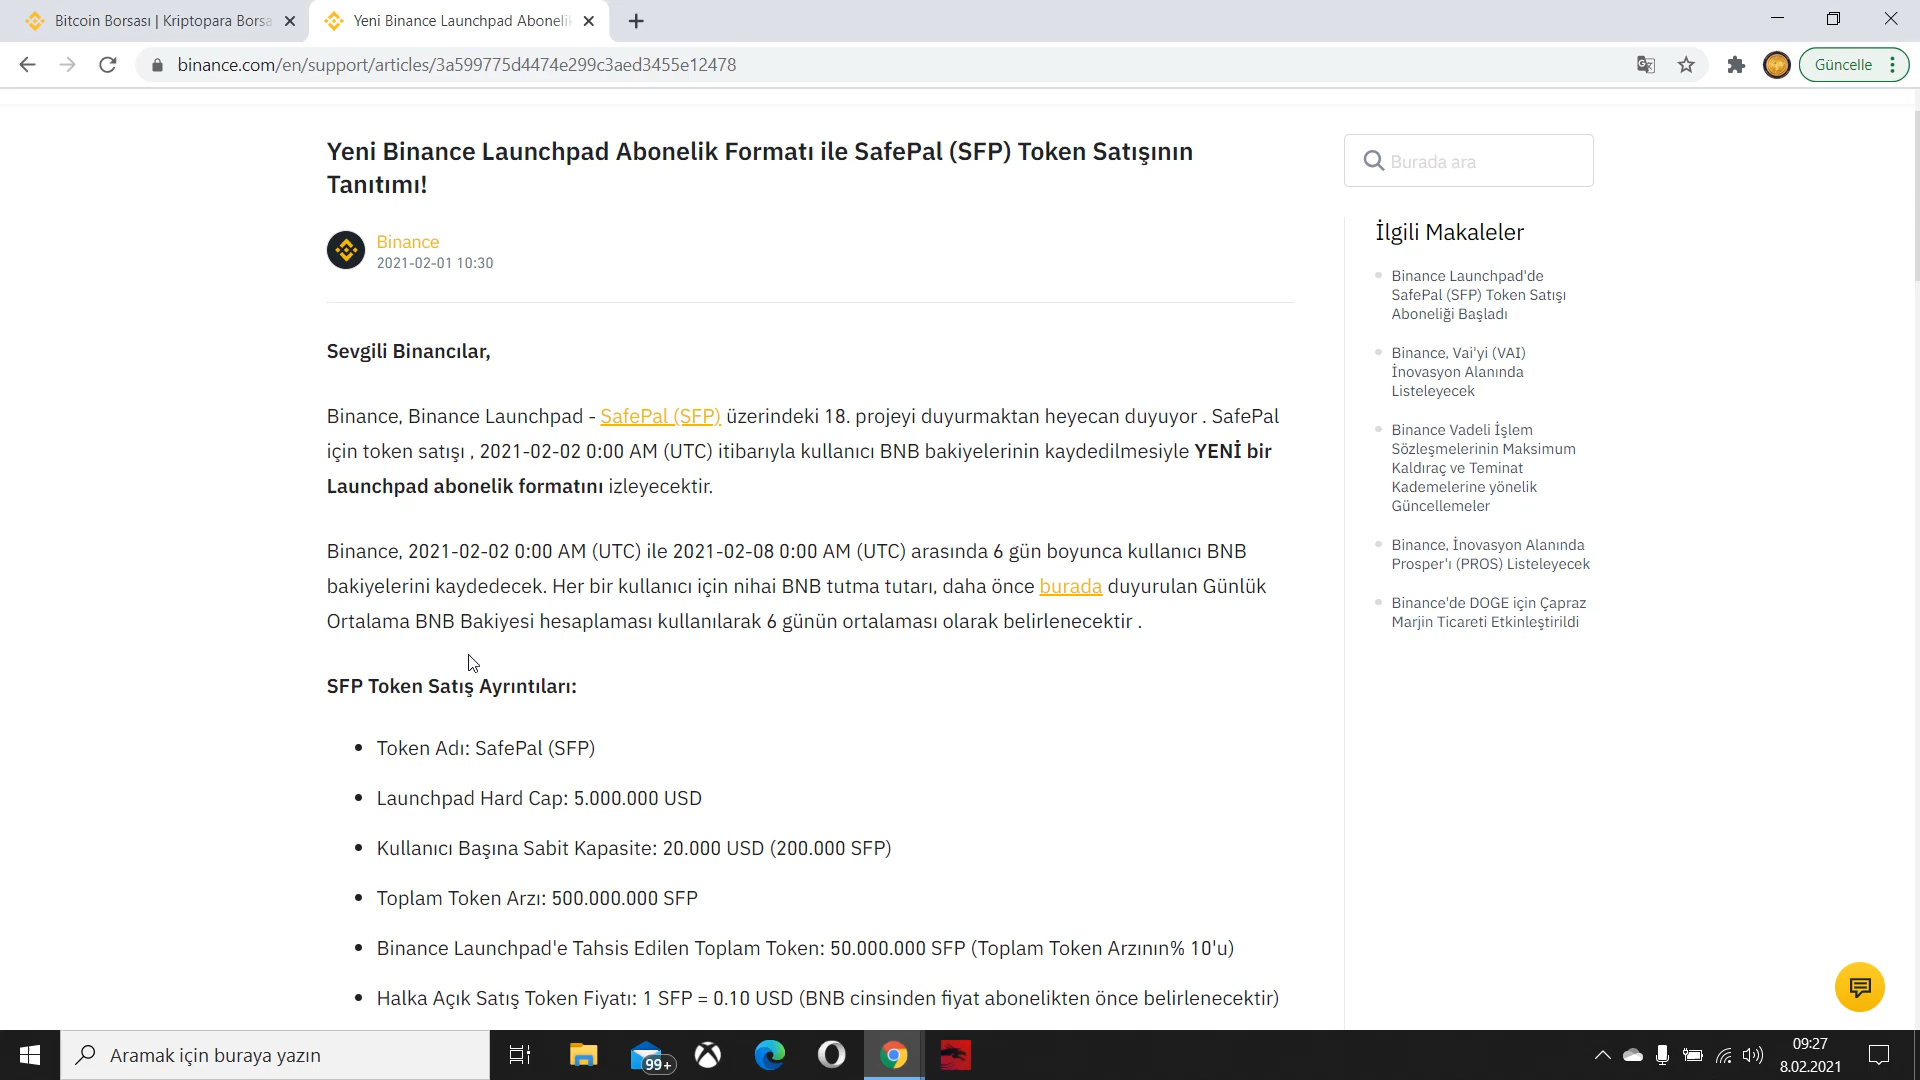 Bitcoin Borsası | Kriptopara Borsa
Yeni Binance Launchpad Aboneli
binance.com/en/support/articles/3a599775d4474e299c3aed3455e12478
Güncelle
Yeni Binance Launchpad Abonelik Formatı ile SafePal (SFP) Token Satışının
Tanıtımı!
Binance
2021-02-01 10:30
Sevgili Binancılar,
Binance, Binance Launchpad - SafePal (SFP) üzerindeki 18. projeyi duyurmaktan heyecan duyuyor . SafePal
için token satışı , 2021-02-02 0:00 AM (UTC) itibarıyla kullanıcı BNB bakiyelerinin kaydedilmesiyle YENİ bir
Launchpad abonelik formatını izleyecektir.
Binance, 2021-02-02 0:00 AM (UTC) ile 2021-02-08 0:00 AM (UTC) arasında 6 gün boyunca kullanıcı BNB
bakiyelerini kaydedecek. Her bir kullanıcı için nihai BNB tutma tutarı, daha önce burada duyurulan Günlük
Ortalama BNB Bakiyesi hesaplaması kullanılarak 6 günün ortalaması olarak belirlenecektir .
SFP Token Satış Ayrıntıları:
Token Adı: SafePal (SFP)
Launchpad Hard Cap: 5.000.000 USD
Kullanıcı Başına Sabit Kapasite: 20.000 USD (200.000 SFP)
Toplam Token Arzı: 500.000.000 SFP
Binance Launchpad'e Tahsis Edilen Toplam Token: 50.000.000 SFP (Toplam Token Arzının% 10'u)
Halka Açık Satış Token Fiyatı: 1 SFP = 0.10 USD (BNB cinsinden fiyat abonelikten önce belirlenecektir)
Burada ara
İlgili Makaleler
Binance Launchpad'de
SafePal (SFP) Token Satışı
Aboneliği Başladı
Binance, Vai'yi (VAI)
İnovasyon Alanında
Listeleyecek
Binance Vadeli İşlem
Sözleşmelerinin Maksimum
Kaldıraç ve Teminat
Kademelerine yönelik
Güncellemeler
Binance, İnovasyon Alanında
Prosper'ı (PROS) Listeleyecek
Binance'de DOGE için Çapraz
Marjin Ticareti Etkinleştirildi
Aramak için buraya yazın
99+
09:27
8.02.2021